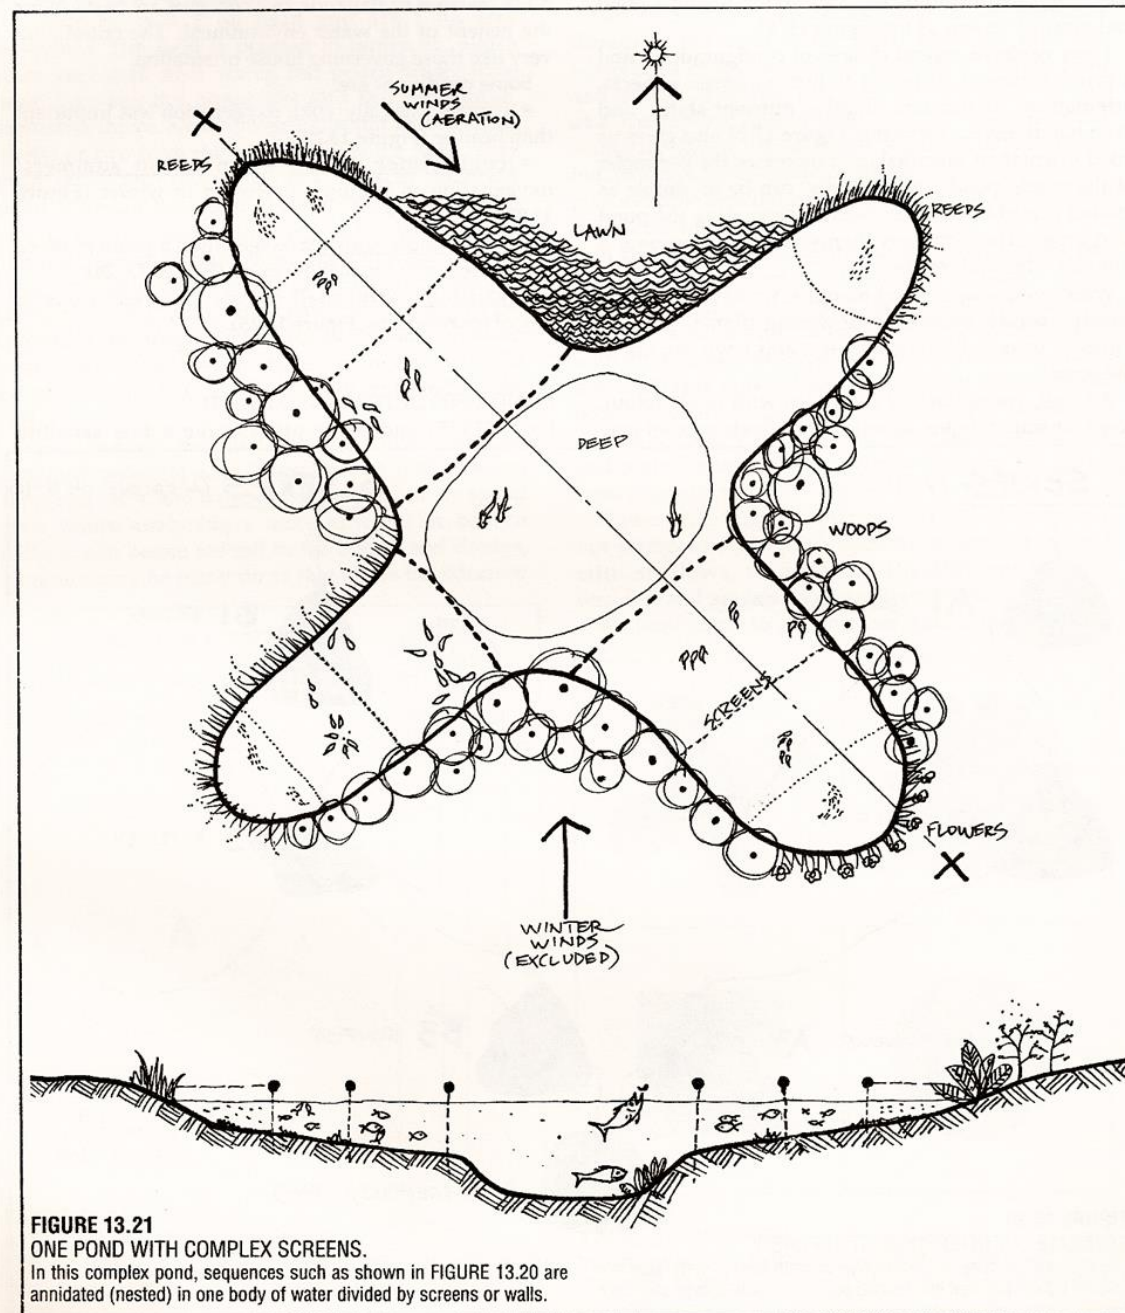 SUMMER
WINDS
(AERATION)
X
REEDS
REEDS
LAWN
DEEP
WOODS
SCREENS
FLOWERS
X
WINTER
WINDS
(EXCLUDED)
FIGURE 13.21
ONE POND WITH COMPLEX SCREENS.
In this complex pond, sequences such as shown in FIGURE 13.20 are
annidated (nested) in one body of water divided by screens or walls.